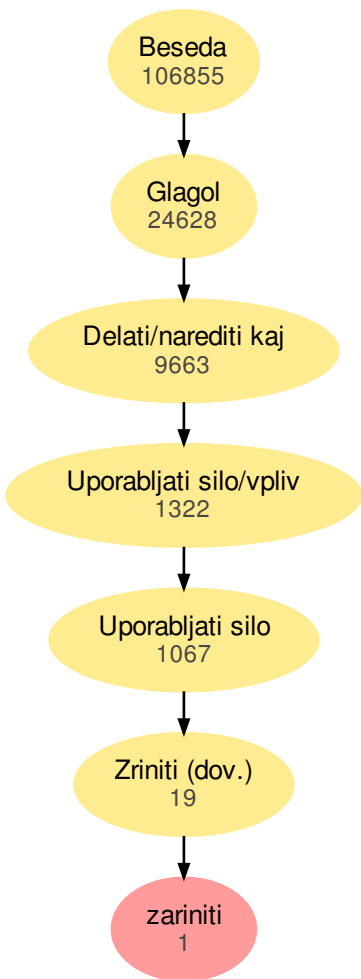 Beseda
106855
Glagol
24628
Delati/narediti kaj
9663
Uporabljati silo/vpliv
1322
Uporabljati silo
1067
Zriniti (dov.)
19
zariniti
1